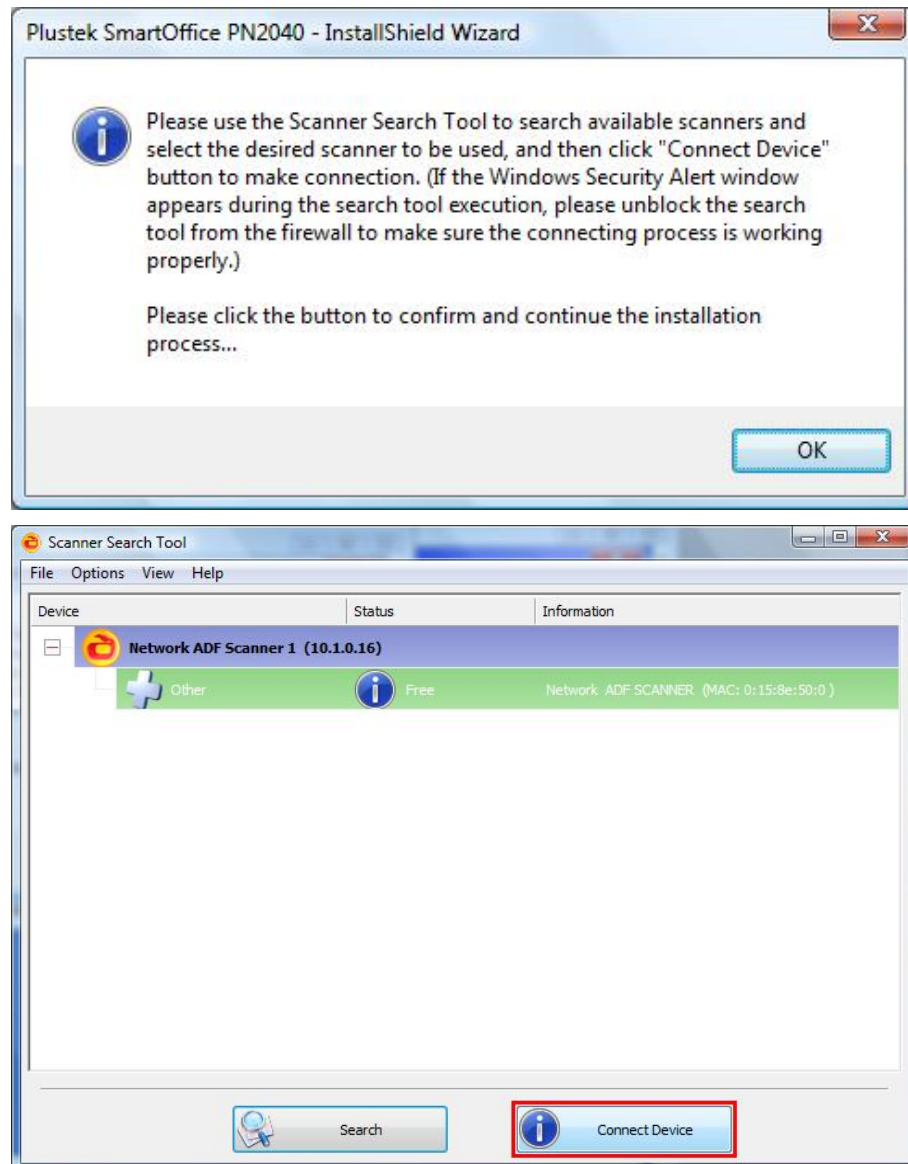 Plustek SmartOffice PN2040 - InstallShield Wizard
Please use the Scanner Search Tool to search available scanners and
select the desired scanner to be used, and then click "Connect Device"
button to make connection. (If the Windows Security Alert window
appears during the search tool execution, please unblock the search
tool from the firewall to make sure the connecting process is working
properly.)
Please click the button to confirm and continue the installation
process...
OK
Scanner Search Tool
File Options View Help
Device Status Information
Network ADF Scanner 1 (10.1.0.16)
Other Free Network ADF SCANNER (MAC: 0:15:8e:50:0 )
Search Connect Device